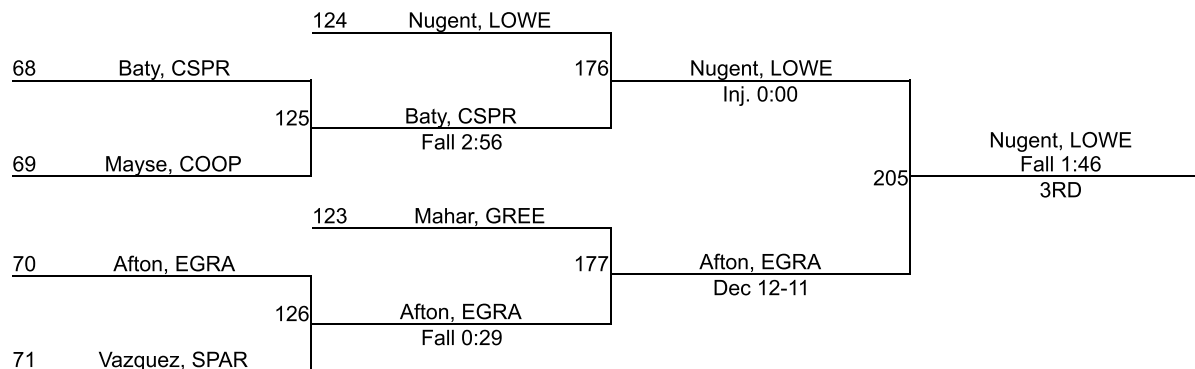 124 Nugent, LOWE
68 Baty, CSPR
176 Nugent, LOWE
Inj. 0:00
125 Baty, CSPR
Fall 2:56
Nugent, LOWE
69 Mayse, COOP
Fall 1:46
205
3RD
123 Mahar, GREE
70 Afton, EGRA
177 Afton, EGRA
Dec 12-11
126 Afton, EGRA
Fall 0:29
71 Vazquez, SPAR